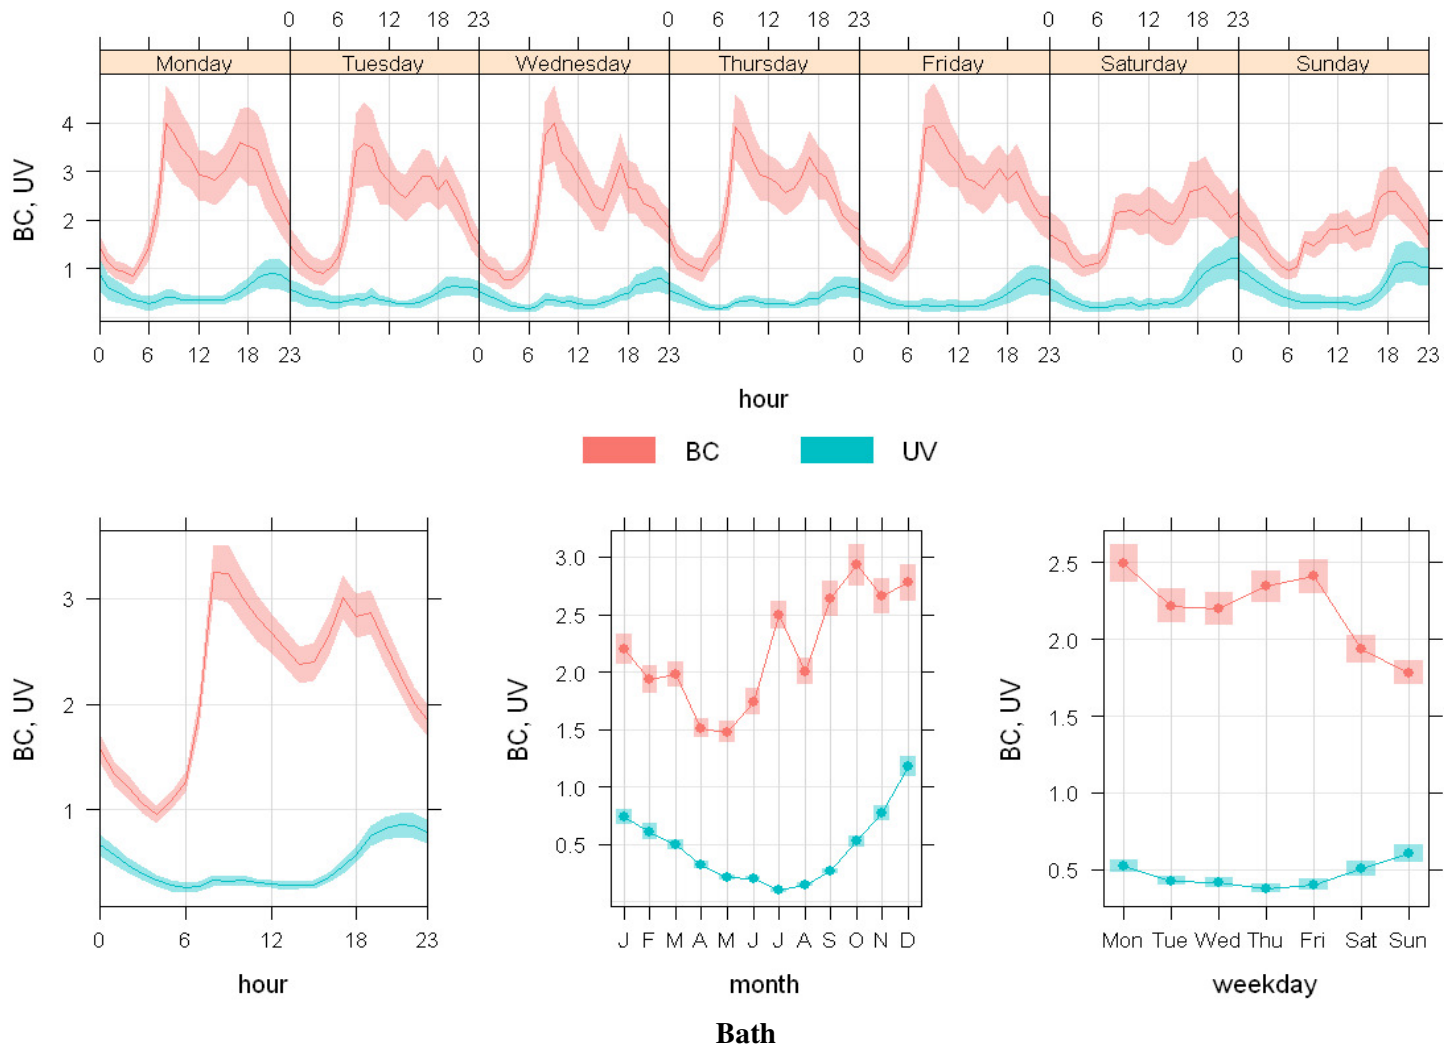 0 6 12 18 23 0 6 12 18 23 0 6 12 18 23
Monday Tuesday Wednesday Thursday Friday Saturday Sunday
4
3
2
1
BC, UV
0 6 12 18 23 0 6 12 18 23 0 6 12 18 23 0 6 12 18 23
hour
BC UV
3
2
1
BC, UV
0 6 12 18 23
hour
3.0
2.5
2.0
1.5
1.0
0.5
BC, UV
J F M A M J J A S O N D
month
2.5
2.0
1.5
1.0
0.5
BC, UV
Mon Tue Wed Thu Fri Sat Sun
weekday
Bath